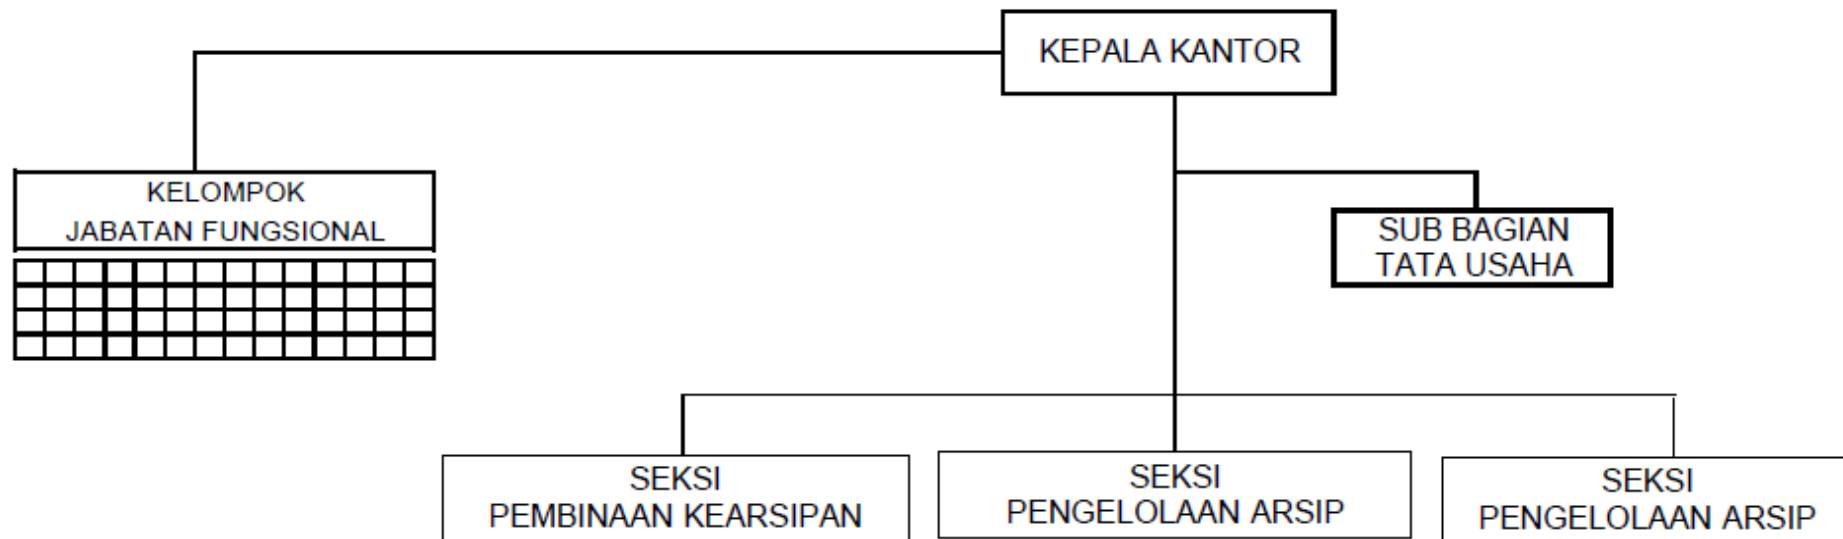 KEPALA KANTOR
KELOMPOK
JABATAN FUNGSIONAL
SUB BAGIAN
TATA USAHA
SEKSI
PEMBINAAN KEARSIPAN
SEKSI
PENGELOLAAN ARSIP
SEKSI
PENGELOLAAN ARSIP